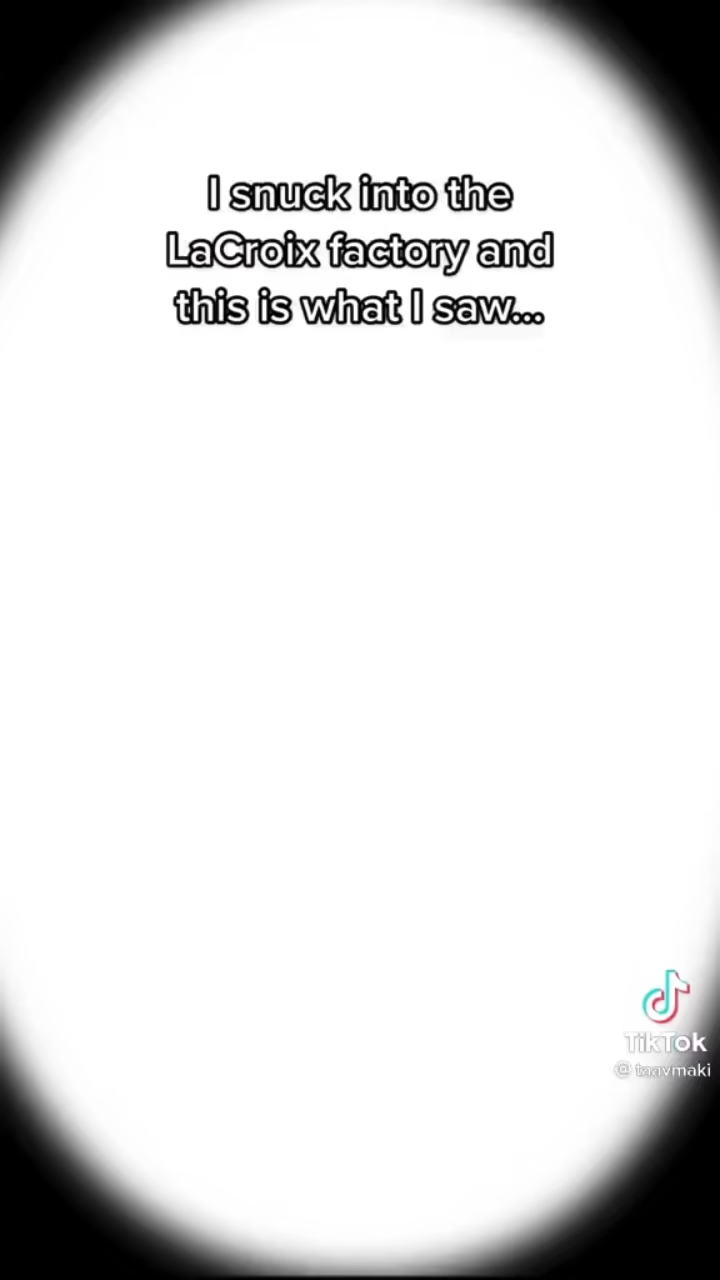 I snuck into the
LaCroix factory and
this is what I saw...
TikTok